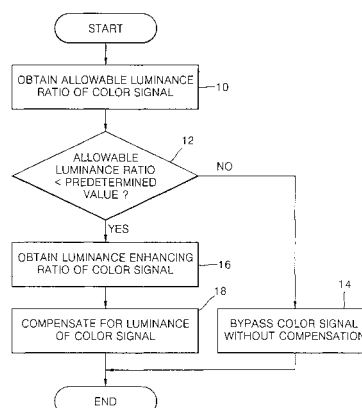 START
OBTAIN ALLOWABLE LUMINANCE
RATIO OF COLOR SIGNAL
10
12
ALLOWABLE
LUMINANCE RATIO
< PREDETERMINED
VALUE ?
NO
YES
OBTAIN LUMINANCE ENHANCING
RATIO OF COLOR SIGNAL
16
18
14
COMPENSATE FOR LUMINANCE
OF COLOR SIGNAL
BYPASS COLOR SIGNAL
WITHOUT COMPENSATION
END